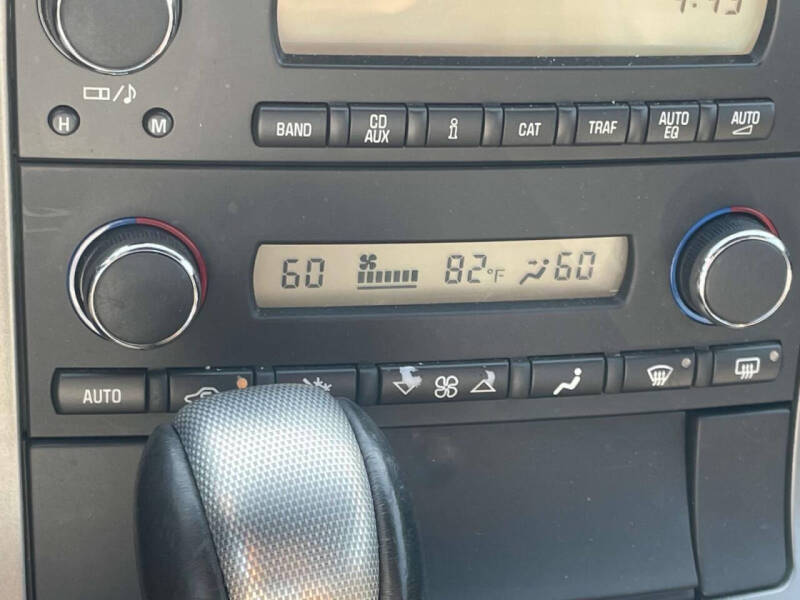 H M
BAND CD AUX i CAT TRAF AUTO EQ AUTO
60 82°F 60
AUTO